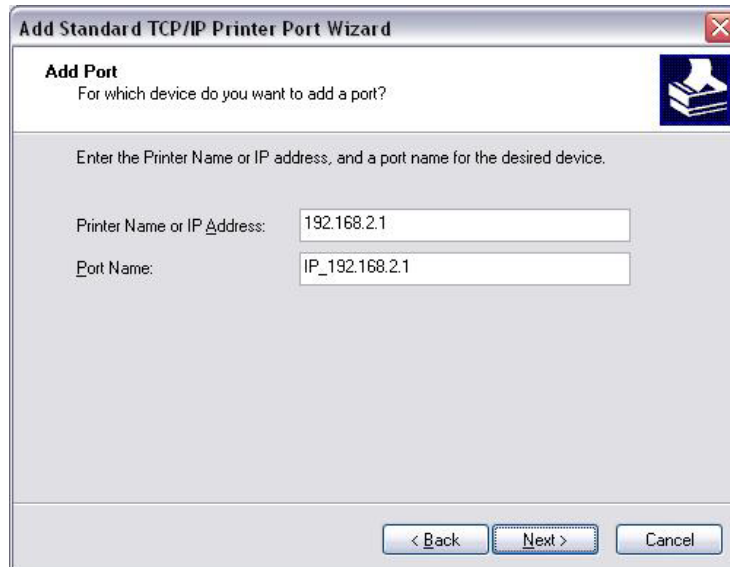 Add Standard TCP/IP Printer Port Wizard
Add Port
For which device do you want to add a port?
Enter the Printer Name or IP address, and a port name for the desired device.
Printer Name or IP Address: 192.168.2.1
Port Name: IP_192.168.2.1
< Back Next > Cancel